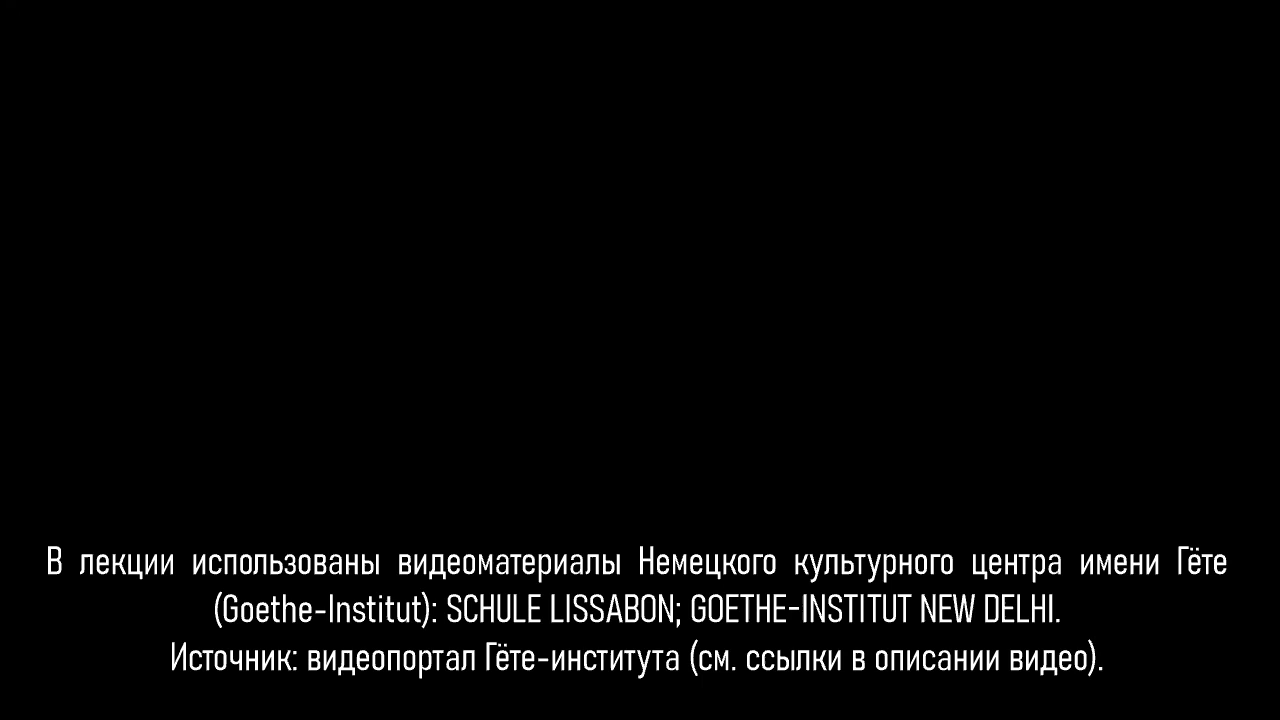 В лекции использованы видеоматериалы Немецкого культурного центра имени Гёте
(Goethe-Institut): SCHULE LISSABON; GOETHE-INSTITUT NEW DELHI.
Источник: видеопортал Гёте-института (см. ссылки в описании видео).